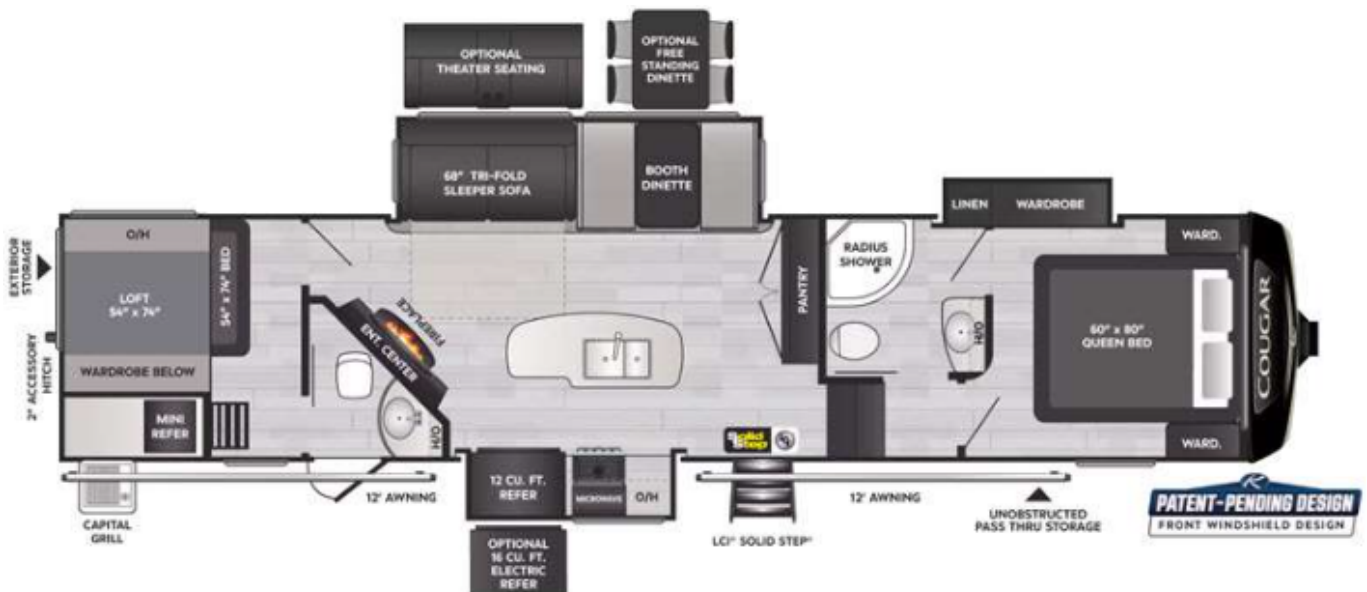 OPTIONAL
THEATER SEATING
OPTIONAL
FREE
STANDING
DINETTE
68" TRI-FOLD
SLEEPER SOFA
BOOTH
DINETTE
LINEN
WARDROBE
O/H
EXTERIOR
STORAGE
LOFT
54" x 74"
54" x 74" BED
WARDROBE BELOW
2" ACCESSORY
HITCH
MINI
REFER
FIREPLACE
ENT. CENTER
O/H
PANTRY
RADIUS
SHOWER
O/H
WARD.
60" x 80"
QUEEN BED
WARD.
COUGAR
solid
step
12' AWNING
12 CU. FT.
REFER
MICROWAVE
O/H
12' AWNING
CAPITAL
GRILL
OPTIONAL
16 CU. FT.
ELECTRIC
REFER
LCI® SOLID STEP®
UNOBSTRUCTED
PASS THRU STORAGE
PATENT-PENDING DESIGN
FRONT WINDSHIELD DESIGN